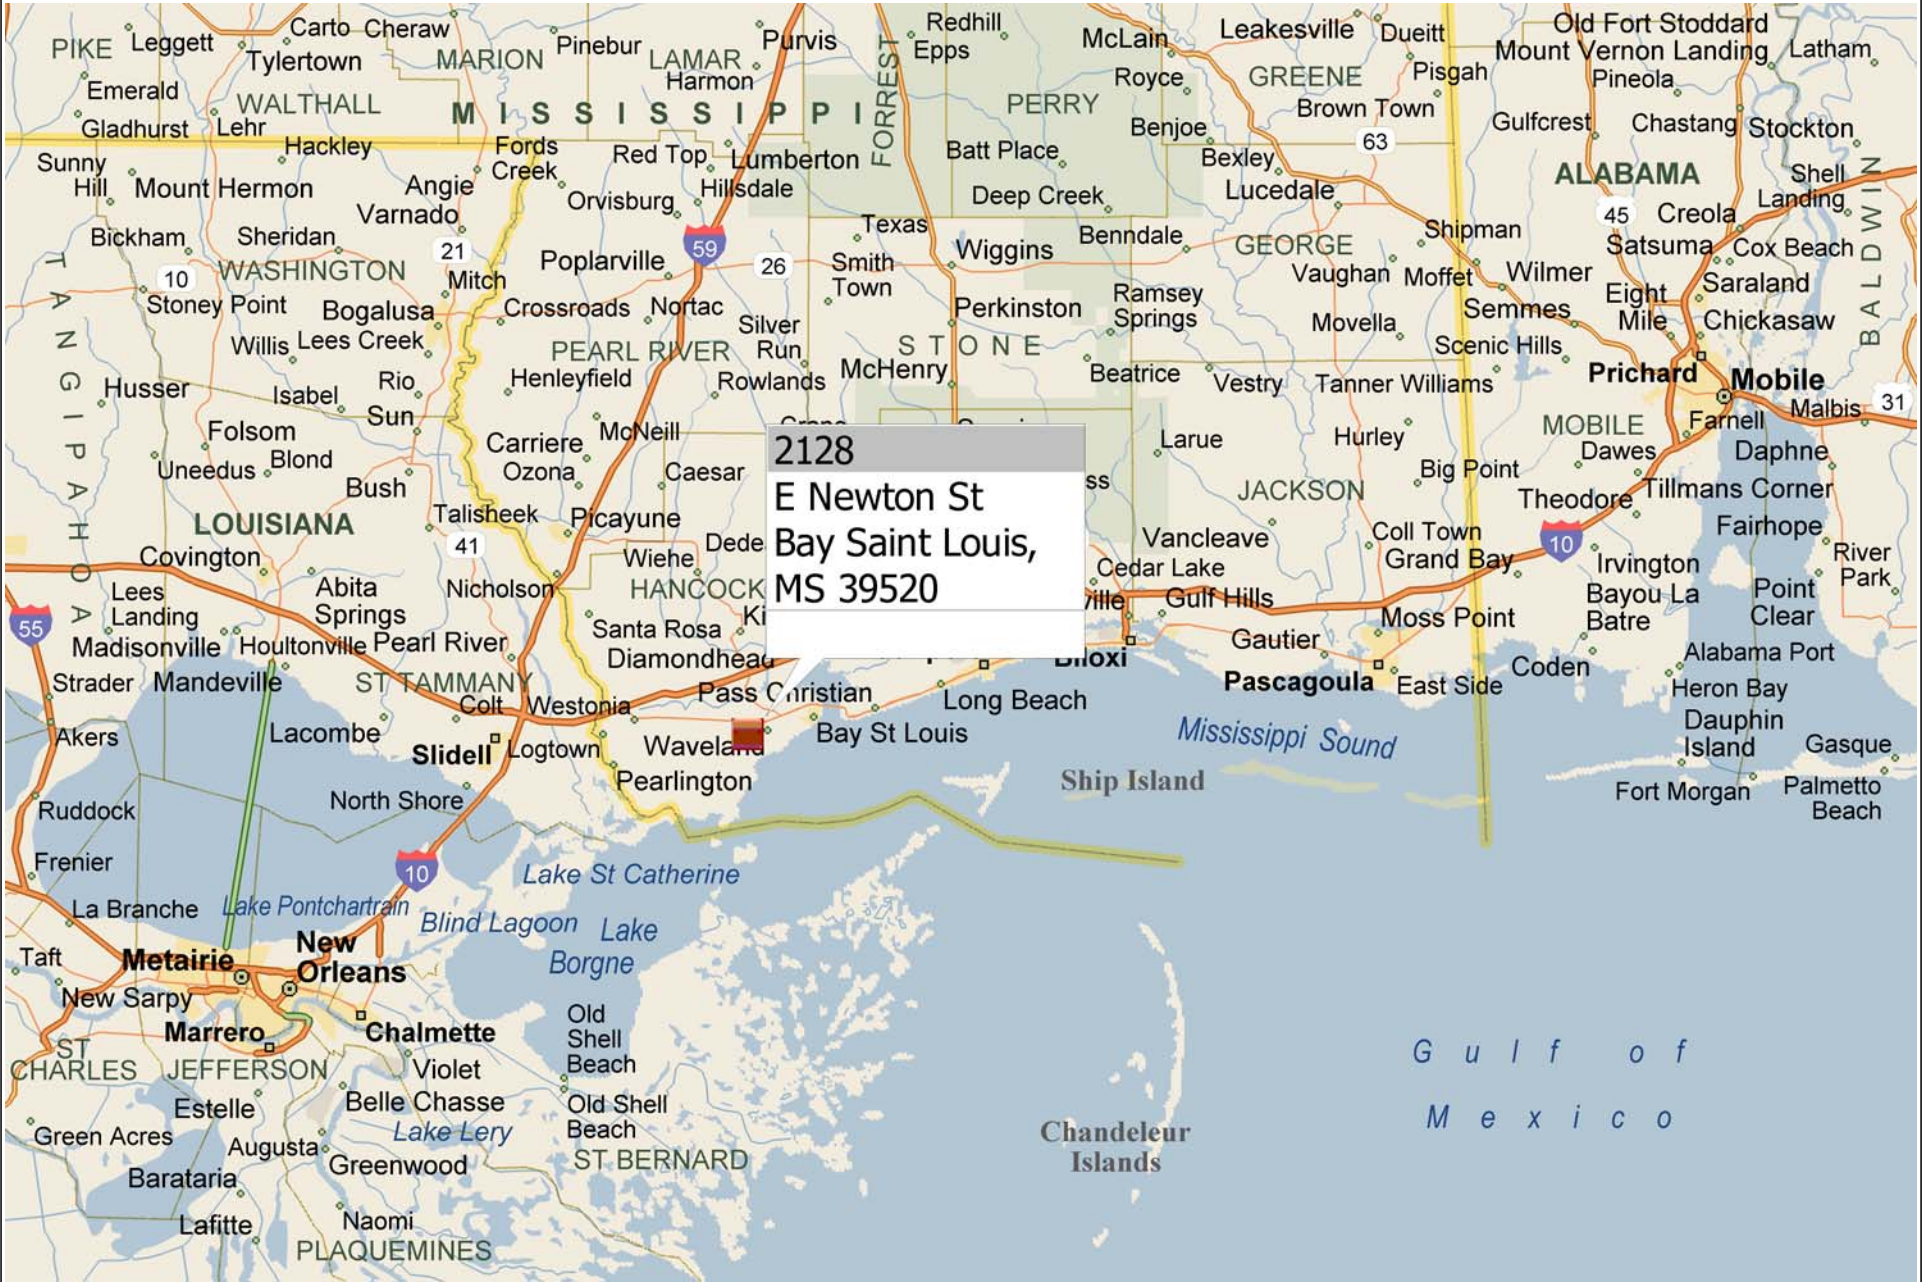 PIKE
Leggett
Carto
Cheraw
Tylertown
MARION
Pinebur
LAMAR
Harmon
Purvis
FORREST
Redhill
Epps
McLain
Royce
Leakesville
Dueitt
GREENE
Pisgah
Old Fort Stoddard
Mount Vernon Landing
Pineola
Latham
Emerald
WALTHALL
MISSISSIPPI
PERRY
Brown Town
Gladhurst
Lehr
Hackley
Fords
Creek
Red Top
Lumberton
Batt Place
Benjoe
63
Gulfcrest
Chastang
Stockton
Sunny
Hill
Mount Hermon
Angie
Varnado
Orvisburg
Hillsdale
Deep Creek
Bexley
Lucedale
ALABAMA
Shell
Landing
BALDWIN
Bickham
Sheridan
21
59
Texas
Wiggins
Benndale
GEORGE
Shipman
45
Creola
Satsuma
Cox Beach
TANGIPAHOA
10
WASHINGTON
Mitch
Poplarville
26
Smith
Town
Vaughan
Moffet
Wilmer
Saraland
Stoney Point
Bogalusa
Crossroads
Nortac
Perkinston
Ramsey
Springs
Semmes
Eight
Mile
Chickasaw
Willis
Lees Creek
PEARL RIVER
Silver
Run
STONE
Movella
Scenic Hills
Husser
Isabel
Rio
Sun
Henleyfield
Rowlands
McHenry
Beatrice
Vestry
Tanner Williams
Prichard
Mobile
Malbis
31
Folsom
Uneedus
Blond
Bush
Carriere
Ozona
McNeill
Caesar
Larue
Hurley
MOBILE
Farnell
Dawes
Daphne
2128
E Newton St
Bay Saint Louis,
MS 39520
ss
JACKSON
Big Point
Theodore
Tillmans Corner
LOUISIANA
Talisheek
Picayune
Fairhope
Covington
41
Wiehe
Dede
Vancleave
Coll Town
Grand Bay
10
Irvington
River
Park
Lees
Landing
Abita
Springs
Nicholson
HANCOCK
Ki
Cedar Lake
ville
Gulf Hills
Bayou La
Batre
Point
Clear
55
Madisonville
Houltonville
Pearl River
Santa Rosa
Diamondhead
Biloxi
Gautier
Moss Point
Coden
Alabama Port
Strader
Mandeville
ST TAMMANY
Colt
Westonia
Pass Christian
Long Beach
Pascagoula
East Side
Heron Bay
Akers
Lacombe
Slidell
Logtown
Waveland
Bay St Louis
Mississippi Sound
Dauphin
Island
Gasque
Pearlington
Ship Island
Fort Morgan
Palmetto
Beach
Ruddock
North Shore
Frenier
10
Lake St Catherine
La Branche
Lake Pontchartrain
Blind Lagoon
Lake
Borgne
Taft
Metairie
New
Orleans
New Sarpy
Marrero
Chalmette
Old
Shell
Beach
ST
CHARLES
JEFFERSON
Violet
Gulf of
Mexico
Estelle
Belle Chasse
Old Shell
Beach
Green Acres
Augusta
Lake Lery
Chandeleur
Islands
Barataria
Greenwood
ST BERNARD
Lafitte
Naomi
PLAQUEMINES